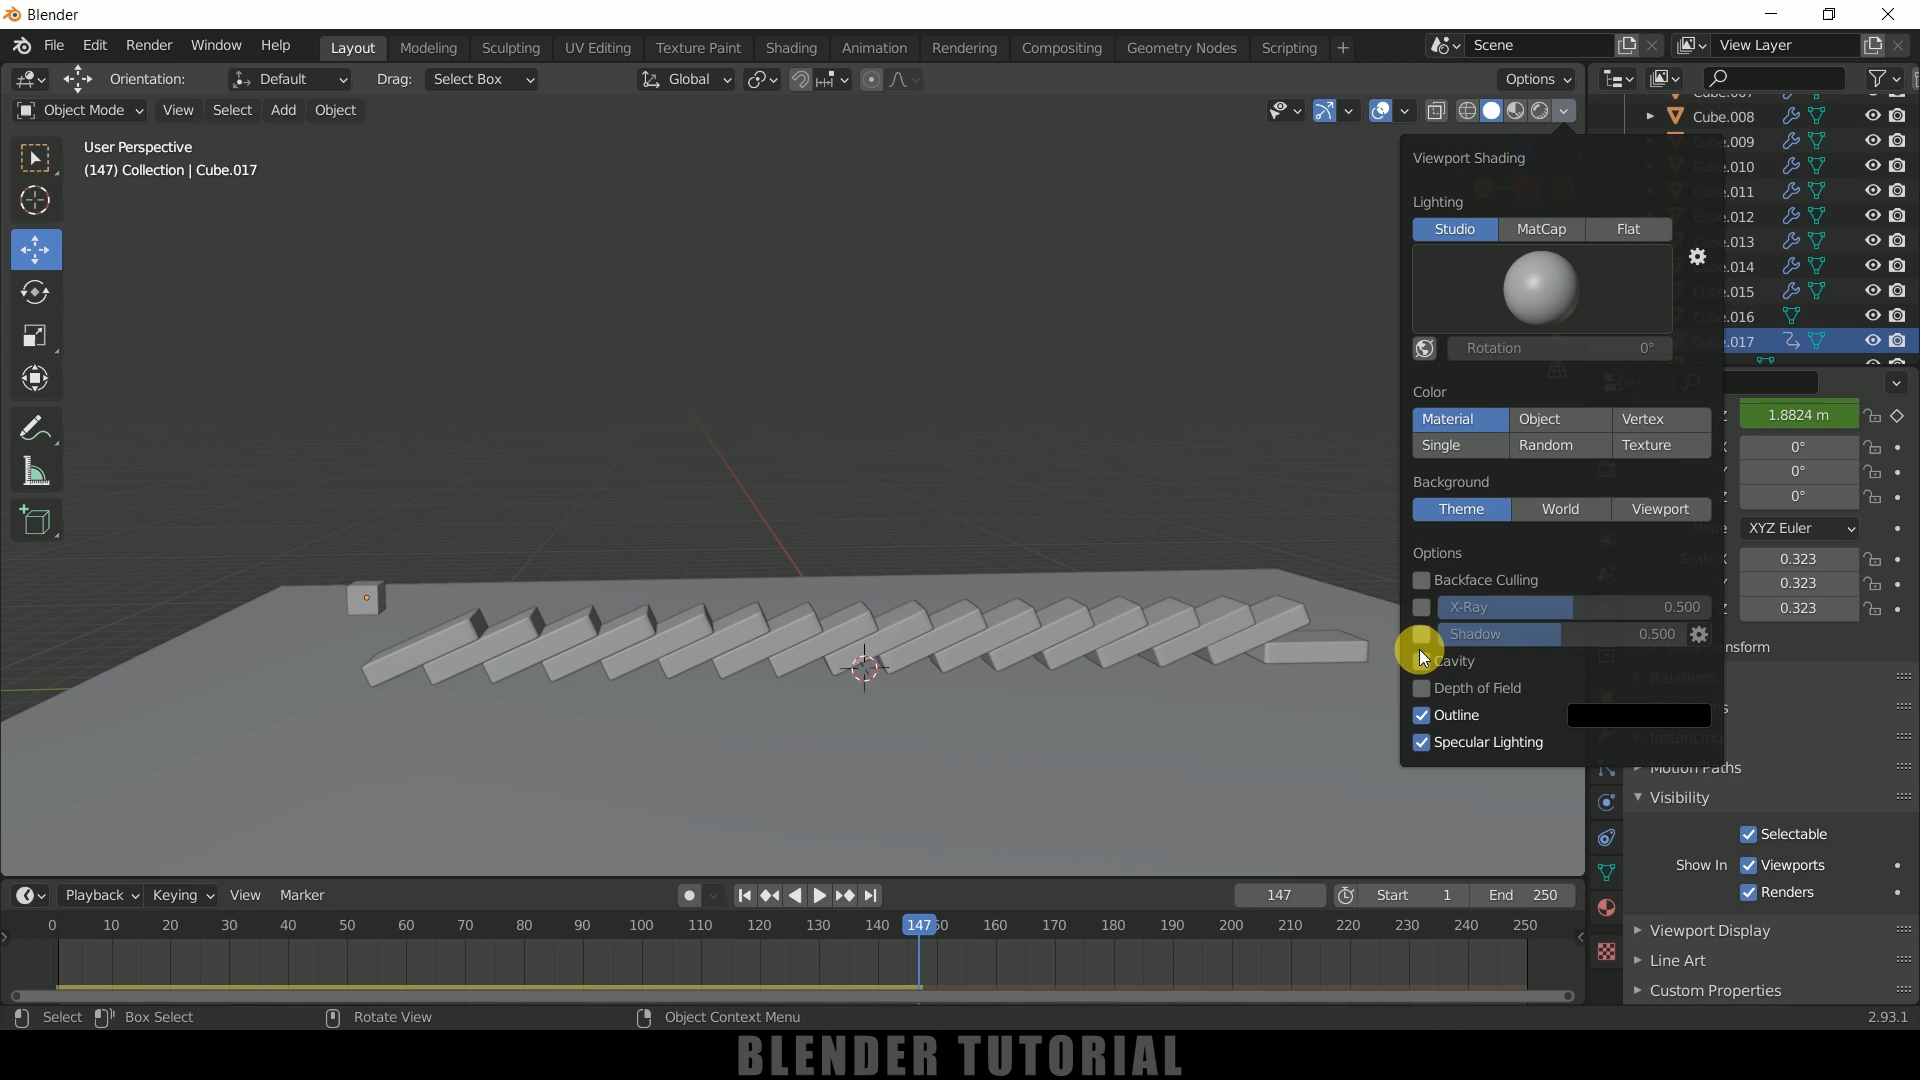 Blender
File Edit Render Window Help Layout Modeling Sculpting UV Editing Texture Paint Shading Animation Rendering Compositing Geometry Nodes Scripting + Scene View Layer
Orientation: Default Drag: Select Box Global Options
Object Mode View Select Add Object
User Perspective
(147) Collection | Cube.017
Viewport Shading
Lighting
Studio MatCap Flat
Rotation 0°
Color
Material Object Vertex
Single Random Texture
Background
Theme World Viewport
Options
Backface Culling
X-Ray 0.500
Shadow 0.500
Cavity
Depth of Field
Outline
Specular Lighting
Cube.008
.009
.010
.011
.012
.013
.014
.015
.016
.017
1.8824 m
0°
0°
0°
XYZ Euler
0.323
0.323
0.323
Relations
Instancing
Motion Paths
Visibility
Selectable
Show In Viewports
Renders
Viewport Display
Line Art
Custom Properties
Playback Keying View Marker 147 Start 1 End 250
0 10 20 30 40 50 60 70 80 90 100 110 120 130 140 147 160 170 180 190 200 210 220 230 240 250
Select Box Select Rotate View Object Context Menu 2.93.1
BLENDER TUTORIAL